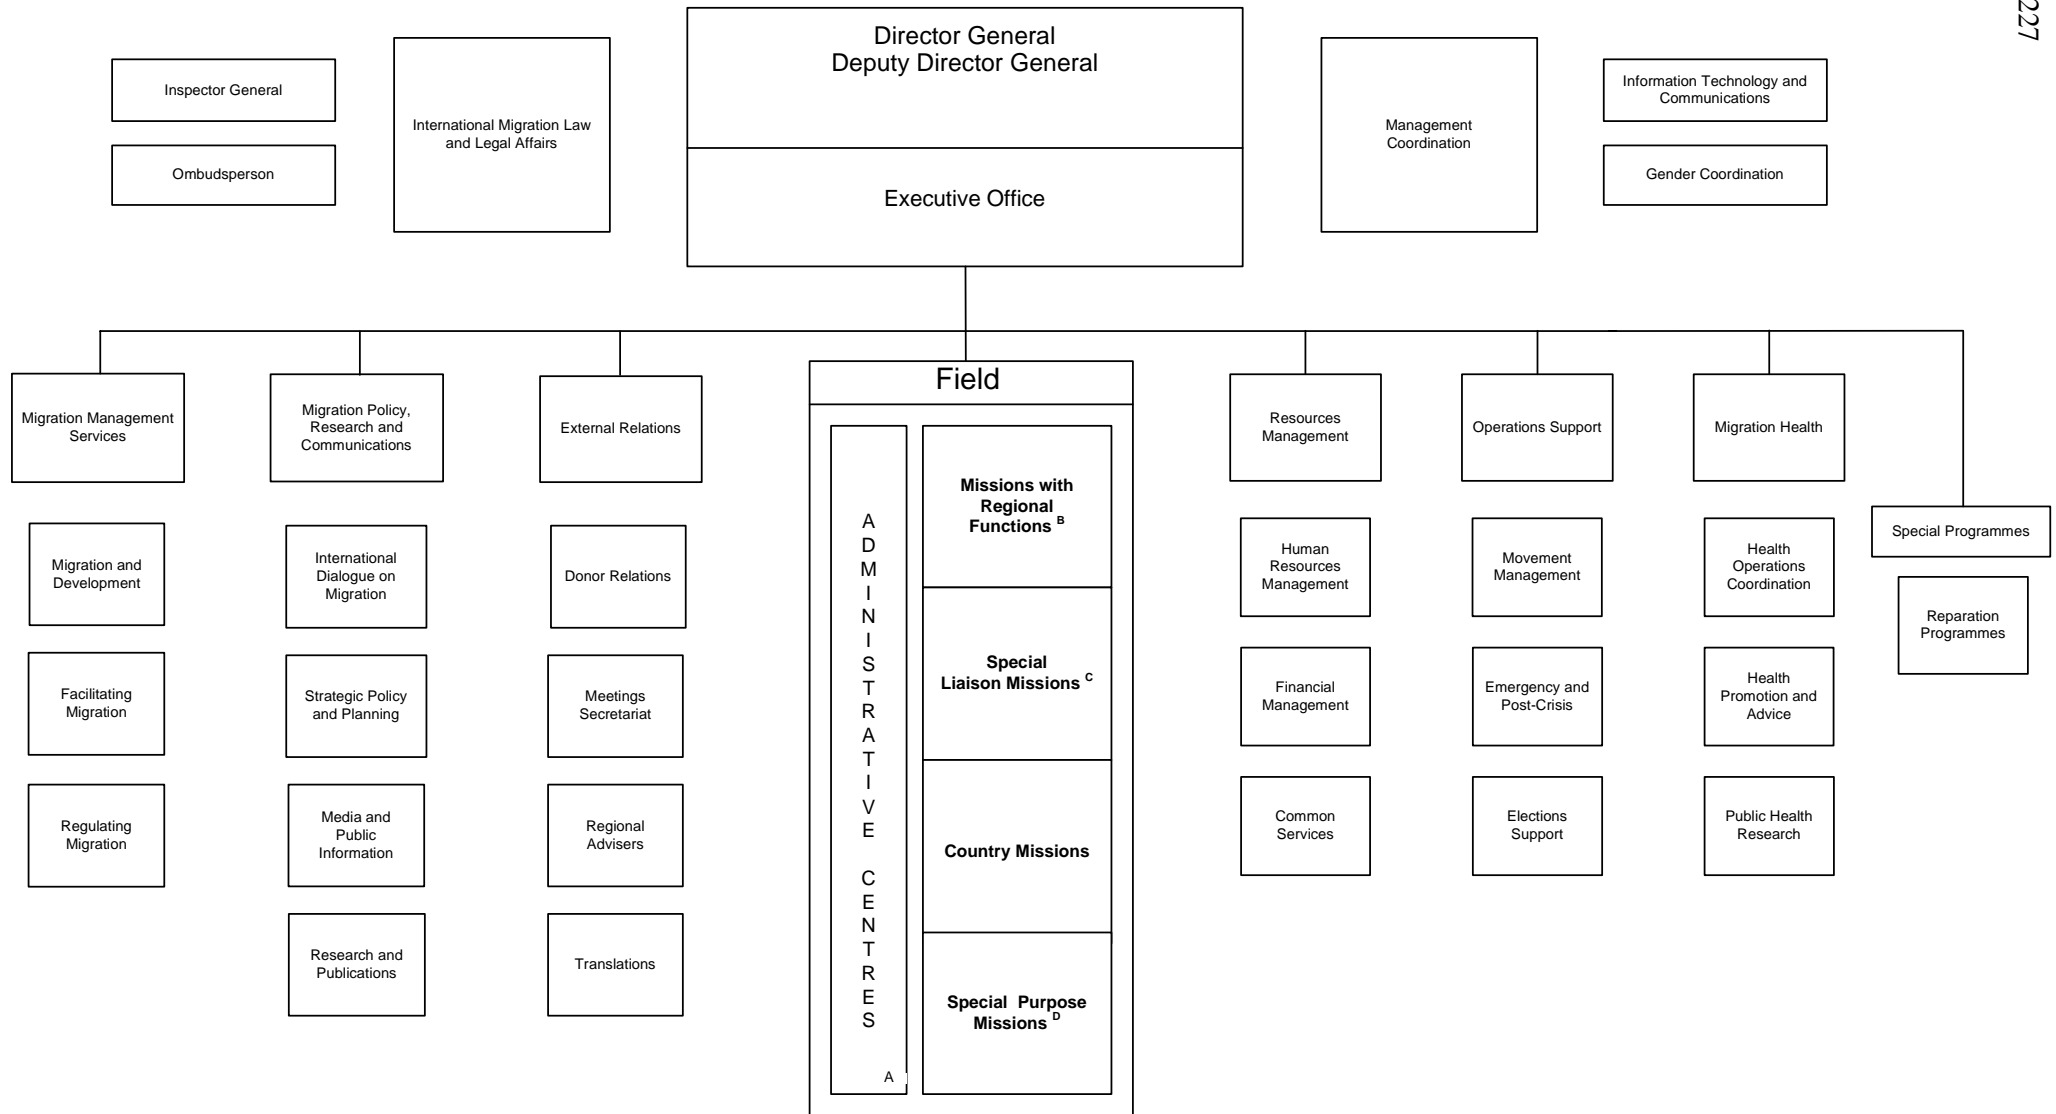 227
Director General
Deputy Director General
Executive Office
Inspector General
Ombudsperson
International Migration Law
and Legal Affairs
Management
Coordination
Information Technology and
Communications
Gender Coordination
Migration Management
Services
Migration and
Development
Facilitating
Migration
Regulating
Migration
Migration Policy,
Research and
Communications
International
Dialogue on
Migration
Strategic Policy
and Planning
Media and
Public
Information
Research and
Publications
External Relations
Donor Relations
Meetings
Secretariat
Regional
Advisers
Translations
Field
ADMINISTRATIVE CENTRES
A
Missions with
Regional
Functions B
Special
Liaison Missions C
Country Missions
Special Purpose
Missions D
Resources
Management
Human
Resources
Management
Financial
Management
Common
Services
Operations Support
Movement
Management
Emergency and
Post-Crisis
Elections
Support
Migration Health
Health
Operations
Coordination
Health
Promotion and
Advice
Public Health
Research
Special Programmes
Reparation
Programmes